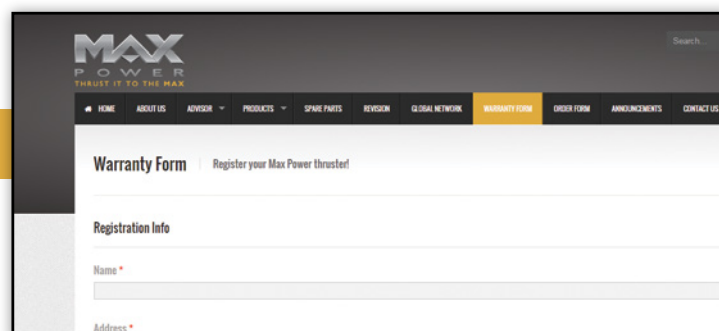 Search...
MAX
POWER
THRUST IT TO THE MAX
HOME ABOUT US ADVISOR PRODUCTS SPARE PARTS REVISION GLOBAL NETWORK WARRANTY FORM ORDER FORM ANNOUNCEMENTS CONTACT US
Warranty Form Register your Max Power thruster!
Registration Info
Name *
Address *